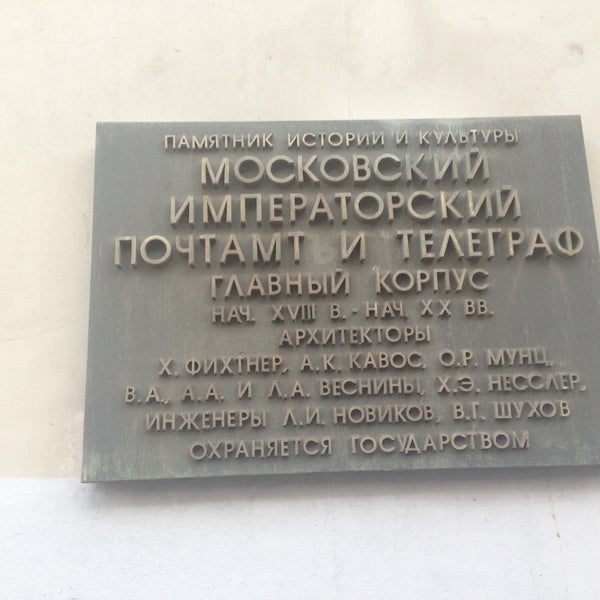 ПАМЯТНИК ИСТОРИИ И КУЛЬТУРЫ
МОСКОВСКИЙ
ИМПЕРАТОРСКИЙ
ПОЧТАМТ И ТЕЛЕГРАФ
ГЛАВНЫЙ КОРПУС
НАЧ. XVIII В. - НАЧ. XX ВВ.
АРХИТЕКТОРЫ
Х. ФИХТНЕР, А.К. КАВОС, О.Р. МУНЦ,
В.А., А.А. И Л.А. ВЕСНИНЫ, Х.Э. НЕССЛЕР,
ИНЖЕНЕРЫ Л.И. НОВИКОВ, В.Г. ШУХОВ
ОХРАНЯЕТСЯ ГОСУДАРСТВОМ